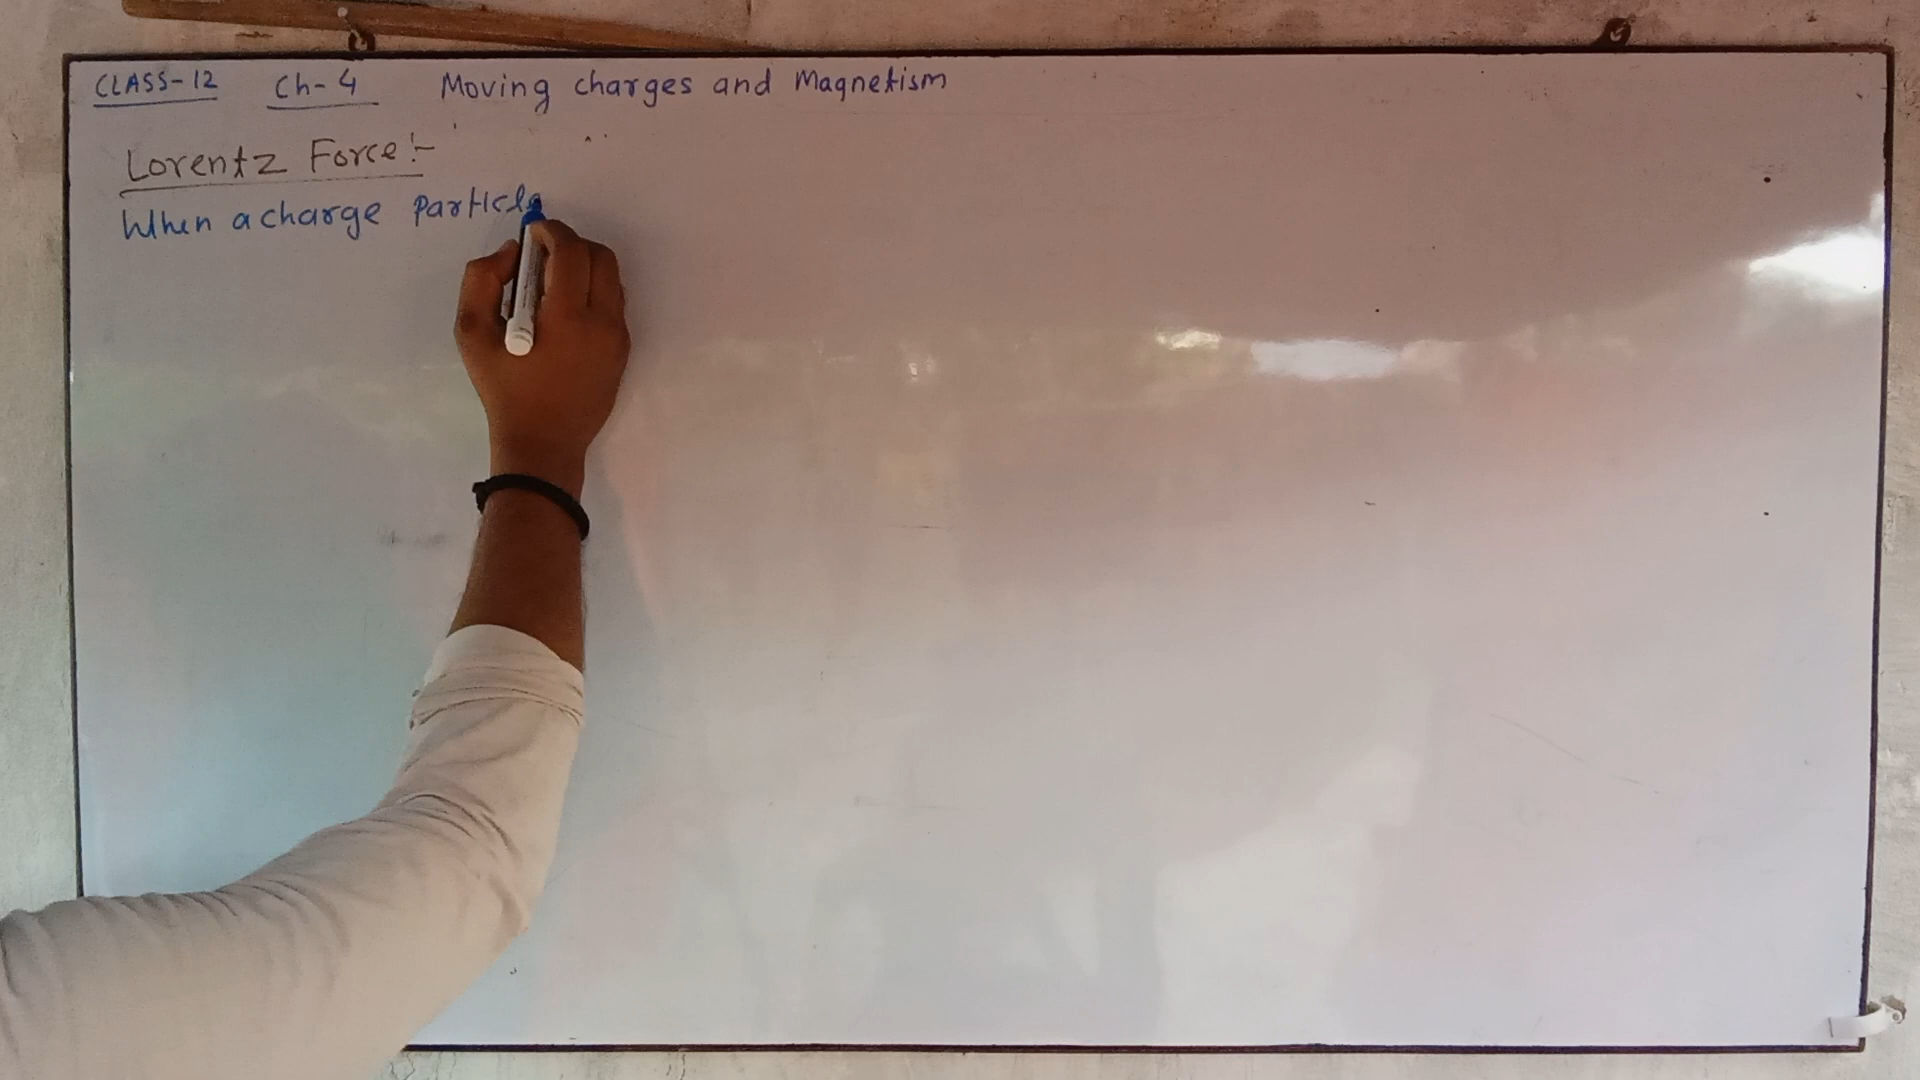 CLASS-12 Ch-4 Moving charges and Magnetism
Lorentz Force:-
When a charge particle